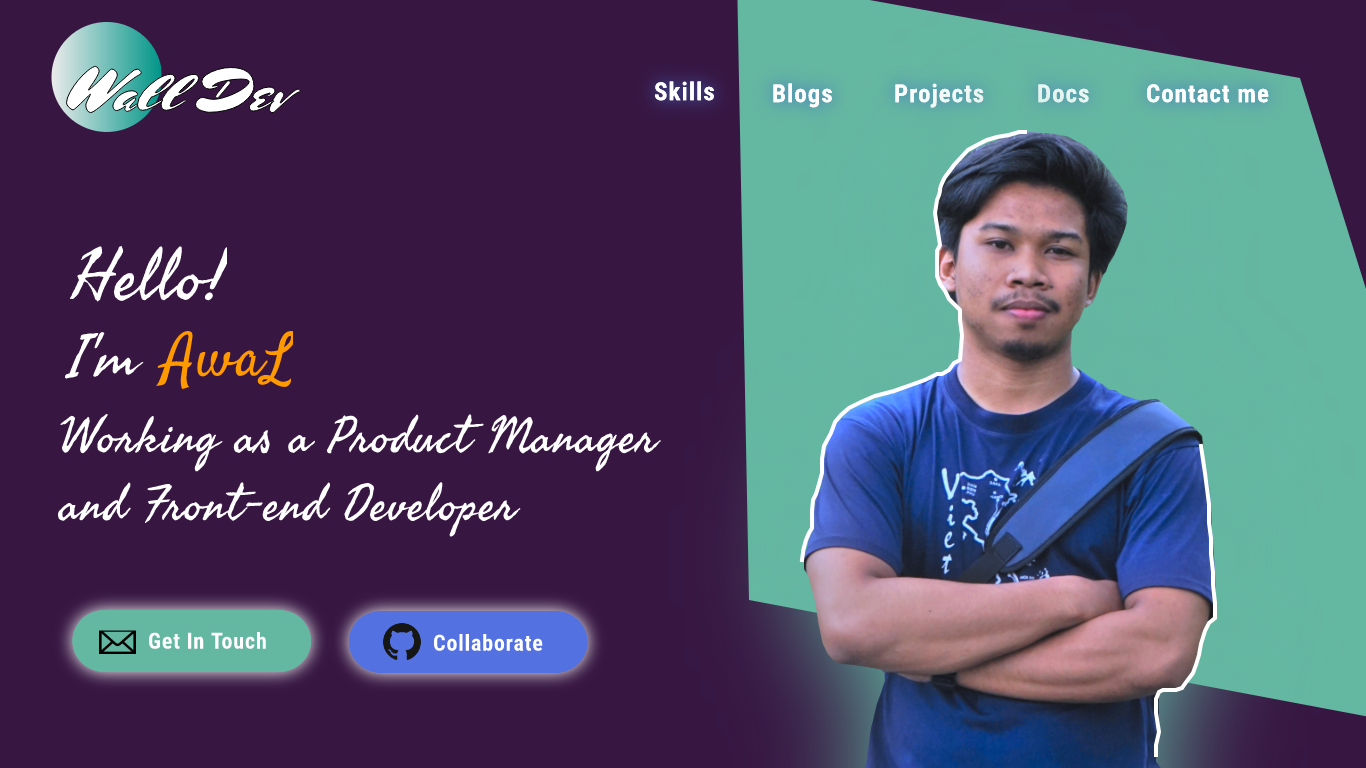 Wall Dev
Skills Blogs Projects Docs Contact me
Hello!
I'm AwaL
Working as a Product Manager
and Front-end Developer
Viet
Get In Touch
Collaborate